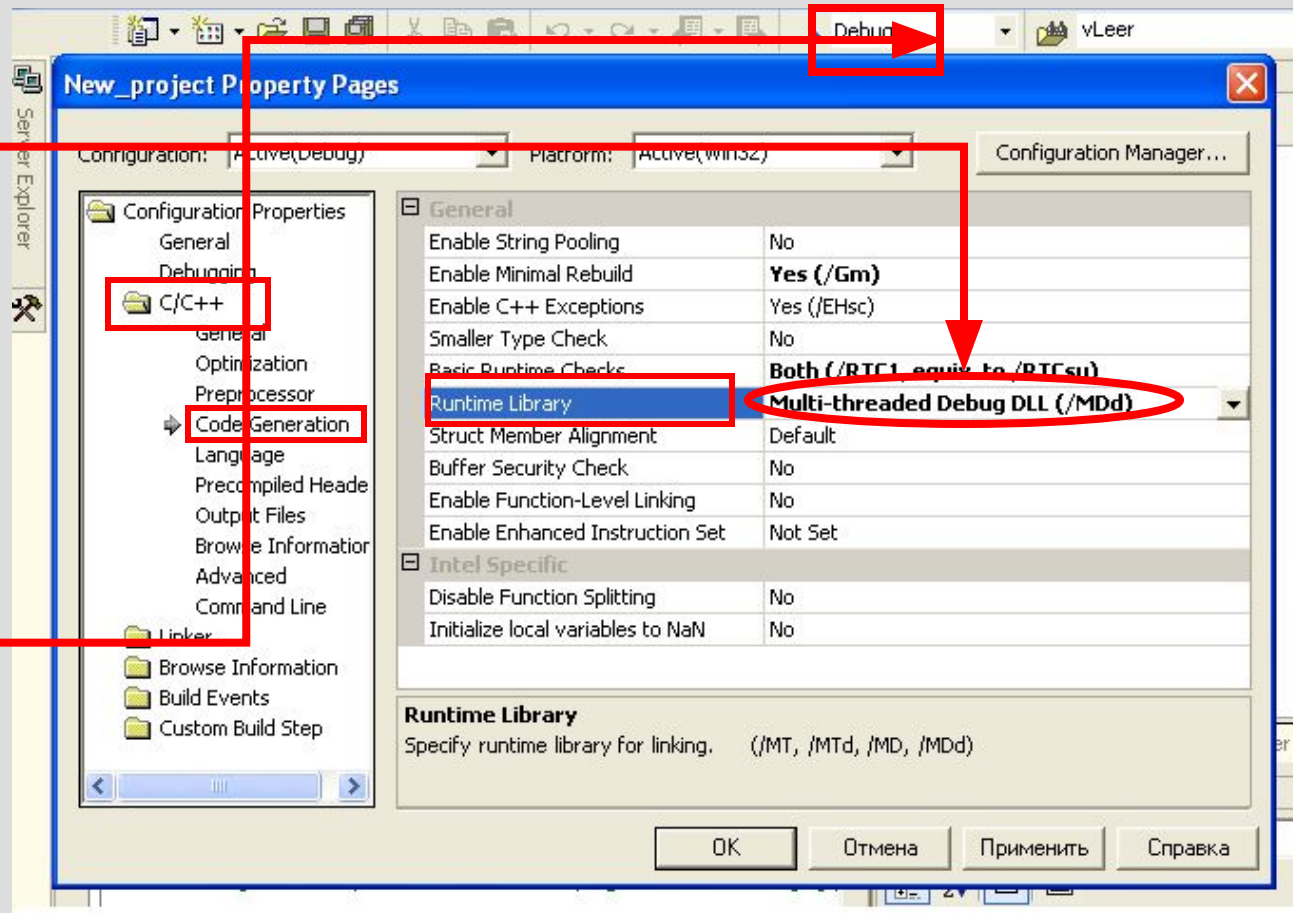 Debug vLeer
Server Explorer
New_project Property Pages
Configuration: Active(Debug) Platform: Active(Win32) Configuration Manager...
Configuration Properties
General
Debugging
C/C++
General
Optimization
Preprocessor
Code Generation
Language
Precompiled Heade
Output Files
Browse Information
Advanced
Command Line
Linker
Browse Information
Build Events
Custom Build Step
General
Enable String Pooling No
Enable Minimal Rebuild Yes (/Gm)
Enable C++ Exceptions Yes (/EHsc)
Smaller Type Check No
Basic Runtime Checks Both (/RTC1, equiv. to /RTCsu)
Runtime Library Multi-threaded Debug DLL (/MDd)
Struct Member Alignment Default
Buffer Security Check No
Enable Function-Level Linking No
Enable Enhanced Instruction Set Not Set
Intel Specific
Disable Function Splitting No
Initialize local variables to NaN No
Runtime Library
Specify runtime library for linking. (/MT, /MTd, /MD, /MDd)
OK Отмена Применить Справка